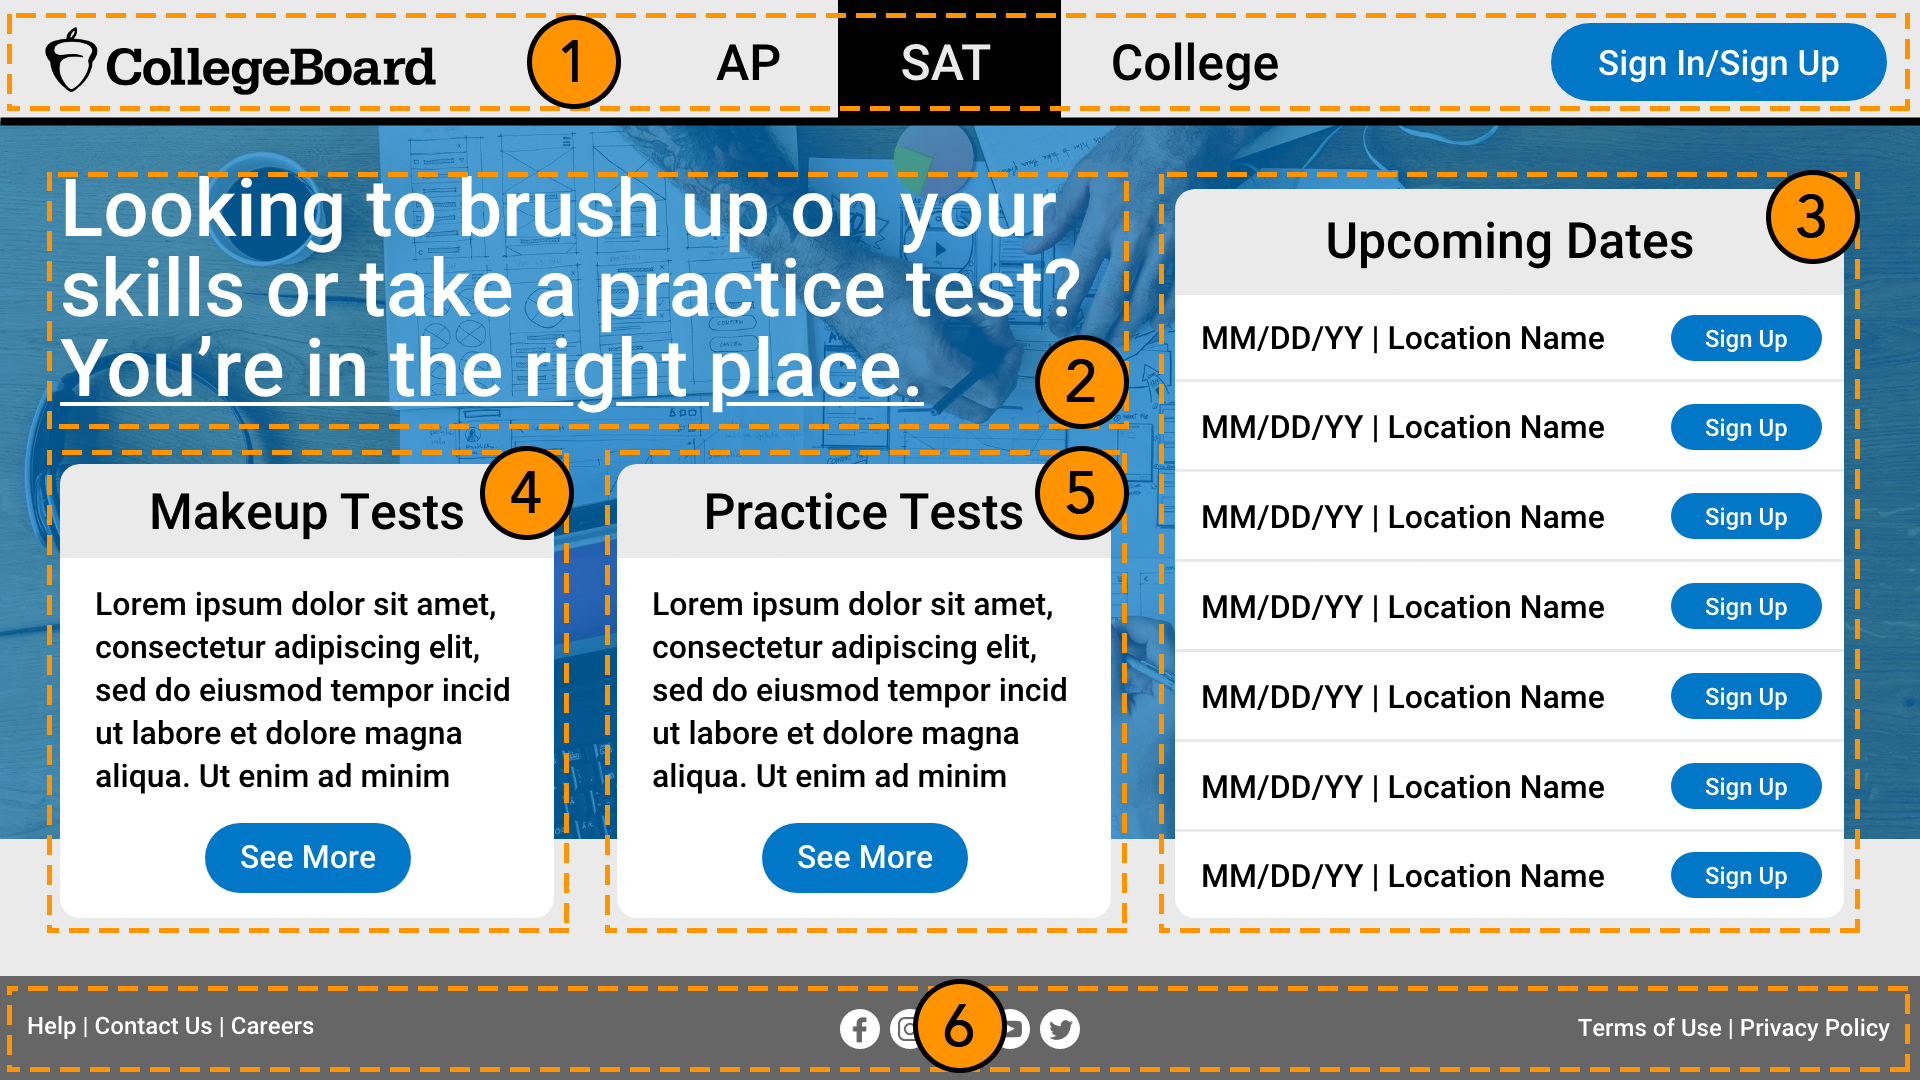 CollegeBoard
1
AP
SAT
College
Sign In/Sign Up
Looking to brush up on your
skills or take a practice test?
You're in the right place.
2
Upcoming Dates
3
MM/DD/YY | Location Name
Sign Up
MM/DD/YY | Location Name
Sign Up
MM/DD/YY | Location Name
Sign Up
MM/DD/YY | Location Name
Sign Up
MM/DD/YY | Location Name
Sign Up
MM/DD/YY | Location Name
Sign Up
MM/DD/YY | Location Name
Sign Up
Makeup Tests
4
Lorem ipsum dolor sit amet,
consectetur adipiscing elit,
sed do eiusmod tempor incid
ut labore et dolore magna
aliqua. Ut enim ad minim
See More
Practice Tests
5
Lorem ipsum dolor sit amet,
consectetur adipiscing elit,
sed do eiusmod tempor incid
ut labore et dolore magna
aliqua. Ut enim ad minim
See More
Help | Contact Us | Careers
6
Terms of Use | Privacy Policy